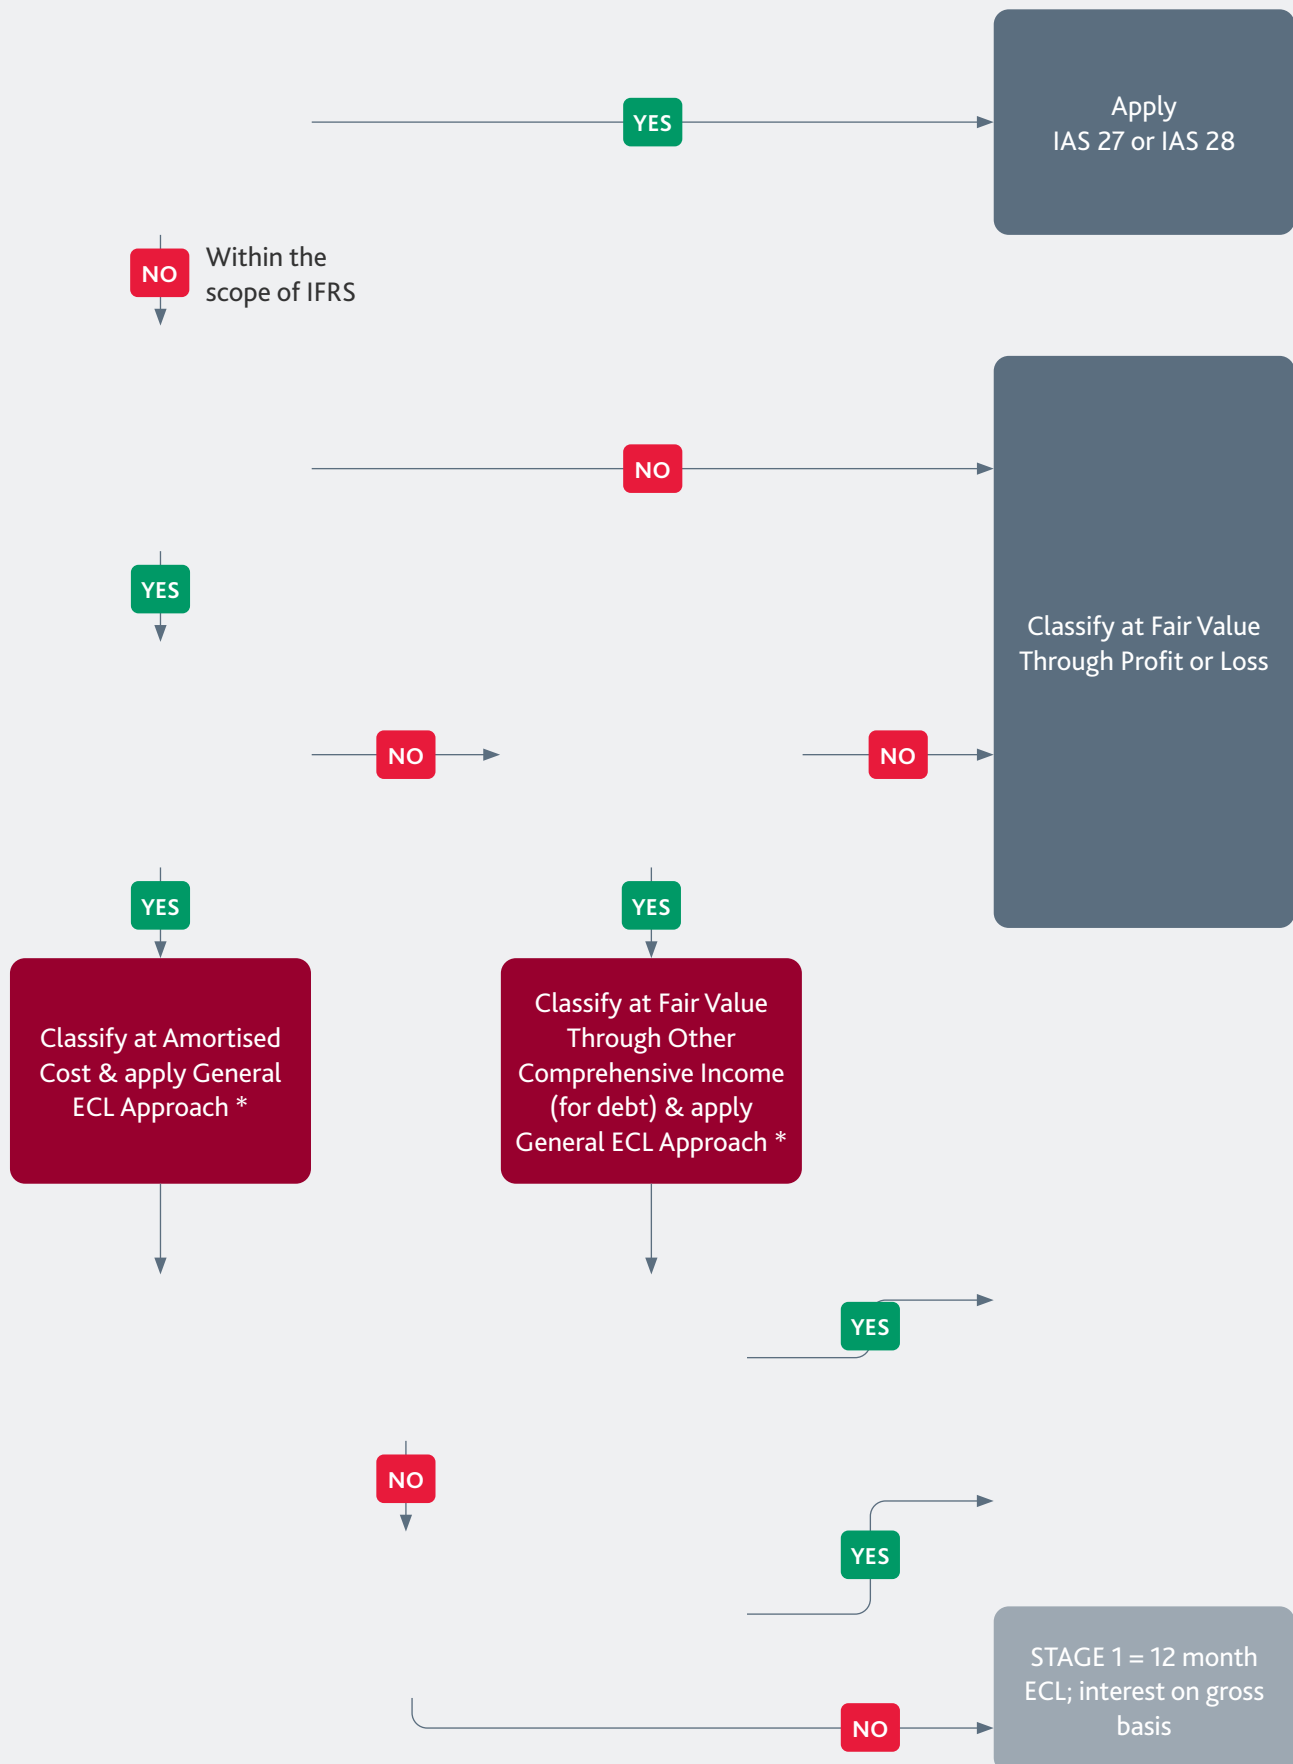 YES
Apply
IAS 27 or IAS 28
NO
Within the
scope of IFRS
NO
YES
Classify at Fair Value
Through Profit or Loss
NO
NO
YES
YES
Classify at Amortised
Cost & apply General
ECL Approach *
Classify at Fair Value
Through Other
Comprehensive Income
(for debt) & apply
General ECL Approach *
YES
NO
YES
STAGE 1 = 12 month
ECL; interest on gross
basis
NO